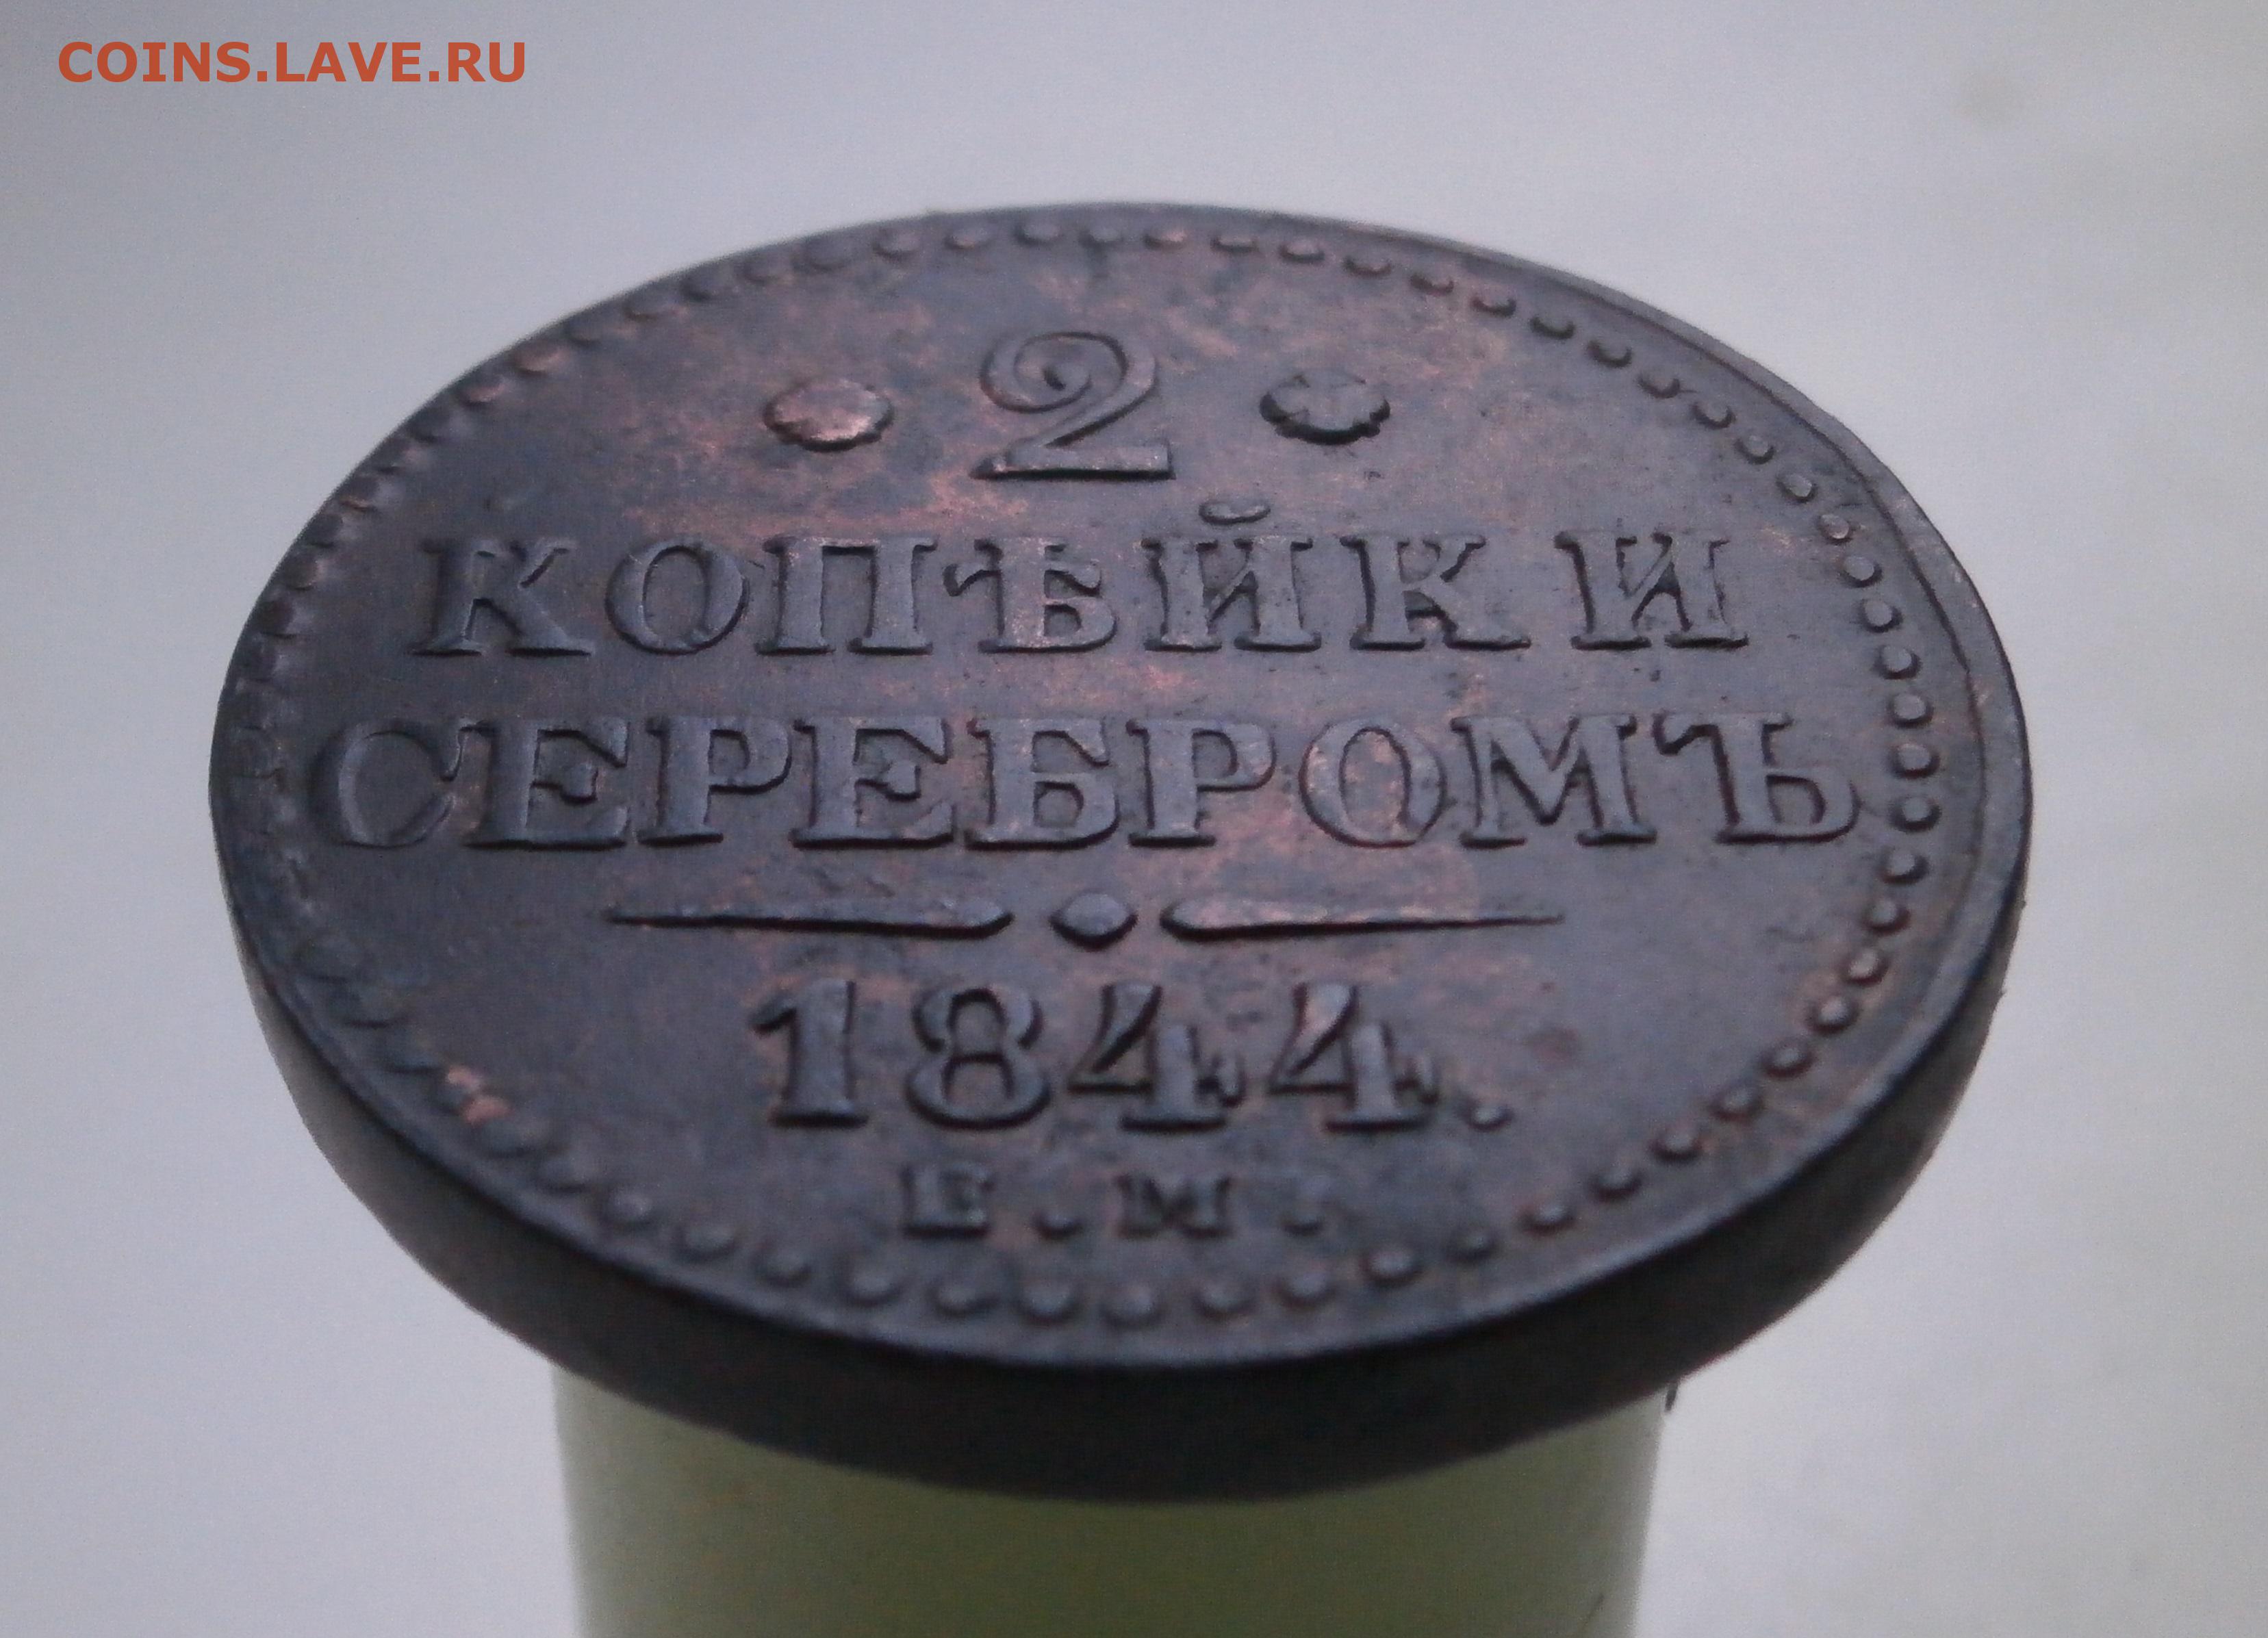 COINS.LAVE.RU
2
КОПѢЙКИ
СЕРЕБРОМЪ
1844.
Е.М.